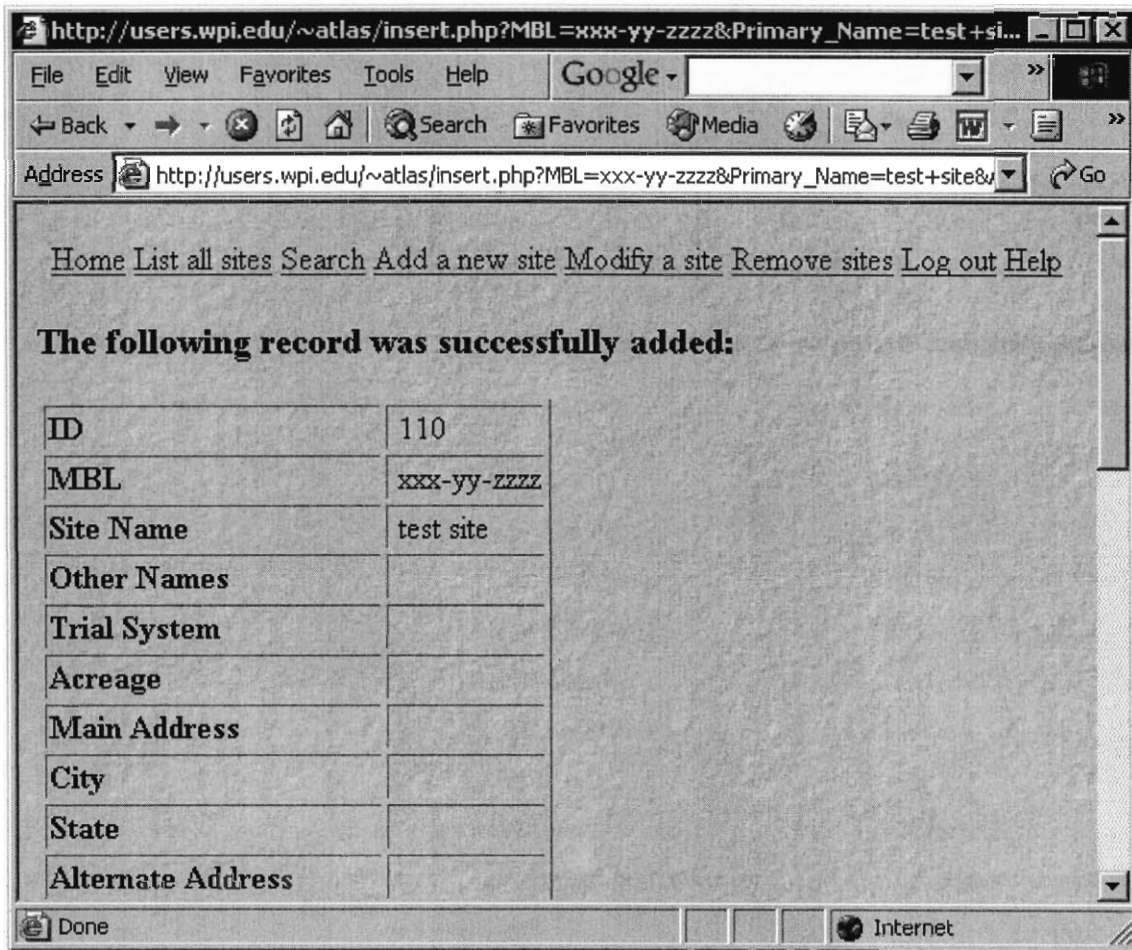 http://users.wpi.edu/~atlas/insert.php?MBL=xxx-yy-zzzz&Primary_Name=test+si...
File Edit View Favorites Tools Help Google
Back Search Favorites Media
Address http://users.wpi.edu/~atlas/insert.php?MBL=xxx-yy-zzzz&Primary_Name=test+site& Go
Home List all sites Search Add a new site Modify a site Remove sites Log out Help
The following record was successfully added:
ID 110
MBL xxx-yy-zzzz
Site Name test site
Other Names
Trial System
Acreage
Main Address
City
State
Alternate Address
Done Internet